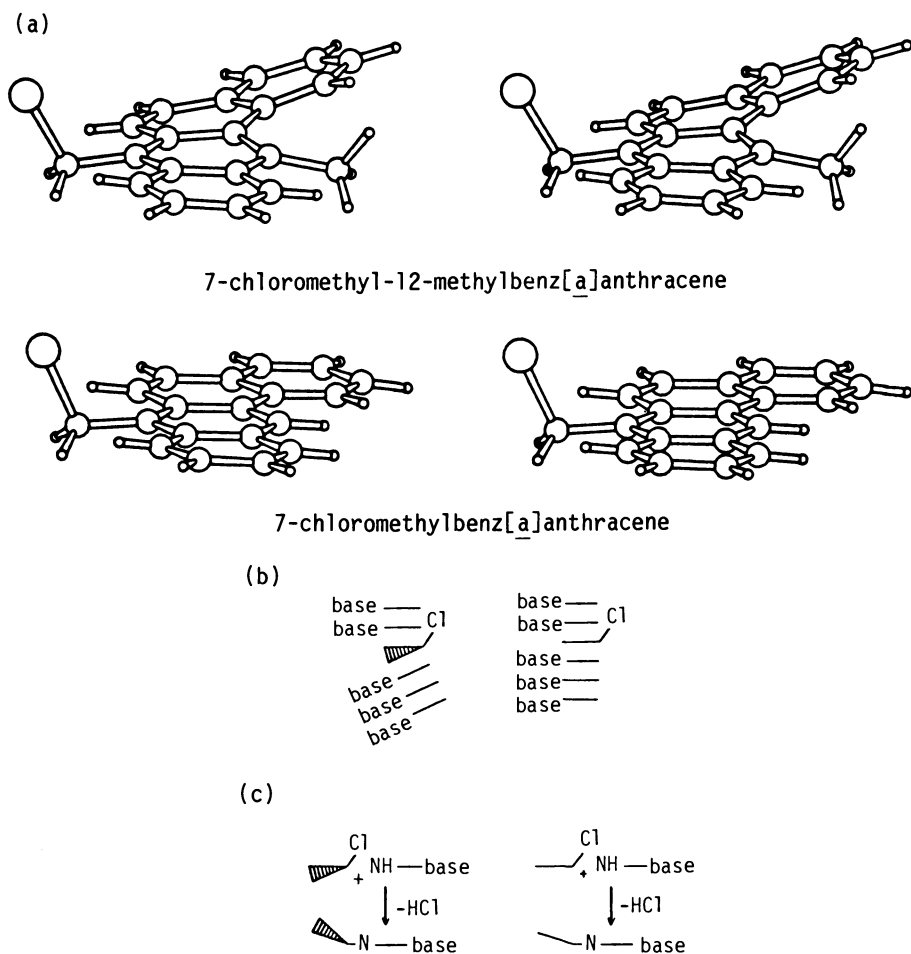 (a)
7-chloromethyl-12-methylbenz[a]anthracene
7-chloromethylbenz[a]anthracene
(b)
base
base
Cl
base
base
base
base
base
Cl
base
base
base
(c)
Cl
+ NH base
-HCl
N base
Cl
+ NH base
-HCl
N base